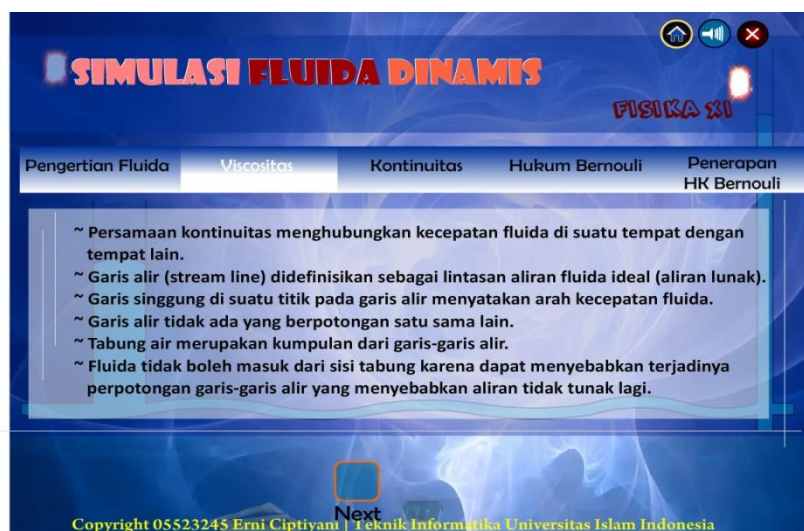 SIMULASI FLUIDA DINAMIS
FISIKA XI
Pengertian Fluida
Viscositas
Kontinuitas
Hukum Bernouli
Penerapan
HK Bernouli
~ Persamaan kontinuitas menghubungkan kecepatan fluida di suatu tempat dengan
tempat lain.
~ Garis alir (stream line) didefinisikan sebagai lintasan aliran fluida ideal (aliran lunak).
~ Garis singgung di suatu titik pada garis alir menyatakan arah kecepatan fluida.
~ Garis alir tidak ada yang berpotongan satu sama lain.
~ Tabung air merupakan kumpulan dari garis-garis alir.
~ Fluida tidak boleh masuk dari sisi tabung karena dapat menyebabkan terjadinya
perpotongan garis-garis alir yang menyebabkan aliran tidak tunak lagi.
Next
Copyright 05523245 Erni Ciptiyani | Teknik Informatika Universitas Islam Indonesia